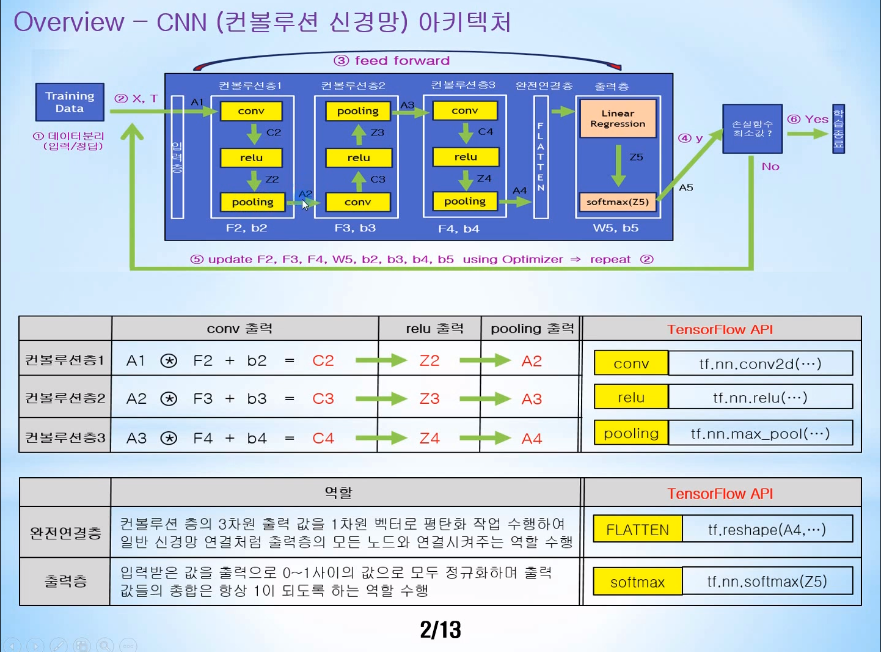 Overview – CNN (컨볼루션 신경망) 아키텍처
③ feed forward
Training
Data
② X, T
① 데이터분리
(입력/정답)
입력층
A1
컨볼루션층1
conv
C2
relu
Z2
pooling
F2, b2
A2
컨볼루션층2
pooling
Z3
relu
C3
conv
F3, b3
A3
컨볼루션층3
conv
C4
relu
Z4
pooling
F4, b4
A4
완전연결층
FLATTEN
출력층
Linear
Regression
Z5
softmax(Z5)
W5, b5
A5
④ y
손실함수
최소값 ?
⑥ Yes
학습종료
No
⑤ update F2, F3, F4, W5, b2, b3, b4, b5 using Optimizer ⇒ repeat ②
conv 출력 relu 출력 pooling 출력 TensorFlow API
컨볼루션층1 A1 ⊛ F2 + b2 = C2 Z2 A2 conv tf.nn.conv2d(…)
컨볼루션층2 A2 ⊛ F3 + b3 = C3 Z3 A3 relu tf.nn.relu(…)
컨볼루션층3 A3 ⊛ F4 + b4 = C4 Z4 A4 pooling tf.nn.max_pool(…)
역할 TensorFlow API
완전연결층 컨볼루션 층의 3차원 출력 값을 1차원 벡터로 평탄화 작업 수행하여
일반 신경망 연결처럼 출력층의 모든 노드와 연결시켜주는 역할 수행
FLATTEN tf.reshape(A4,…)
출력층 입력받은 값을 출력으로 0~1사이의 값으로 모두 정규화하며 출력
값들의 총합은 항상 1이 되도록 하는 역할 수행
softmax tf.nn.softmax(Z5)
2/13